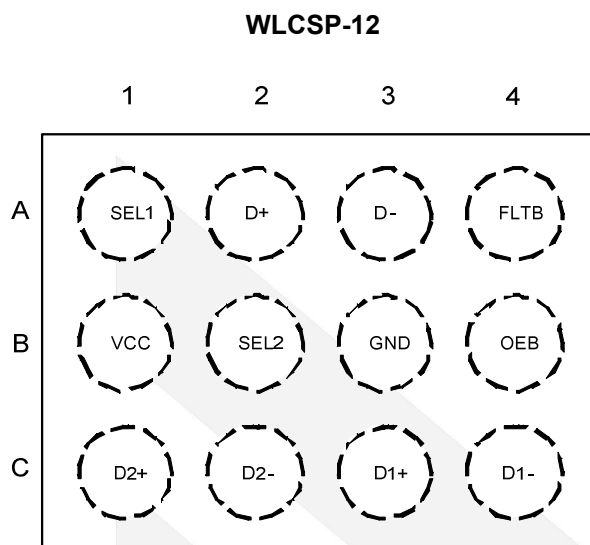 WLCSP-12
1 2 3 4
A SEL1 D+ D- FLTB
B VCC SEL2 GND OEB
C D2+ D2- D1+ D1-